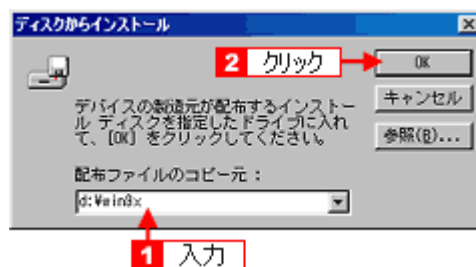 ディスクからインストール
2 クリック
OK
デバイスの製造元が配布するインストー
ル ディスクを指定したドライブに入れ
て、[OK] をクリックしてください。
キャンセル
参照(B)...
配布ファイルのコピー元：
d:¥win9x
1 入力